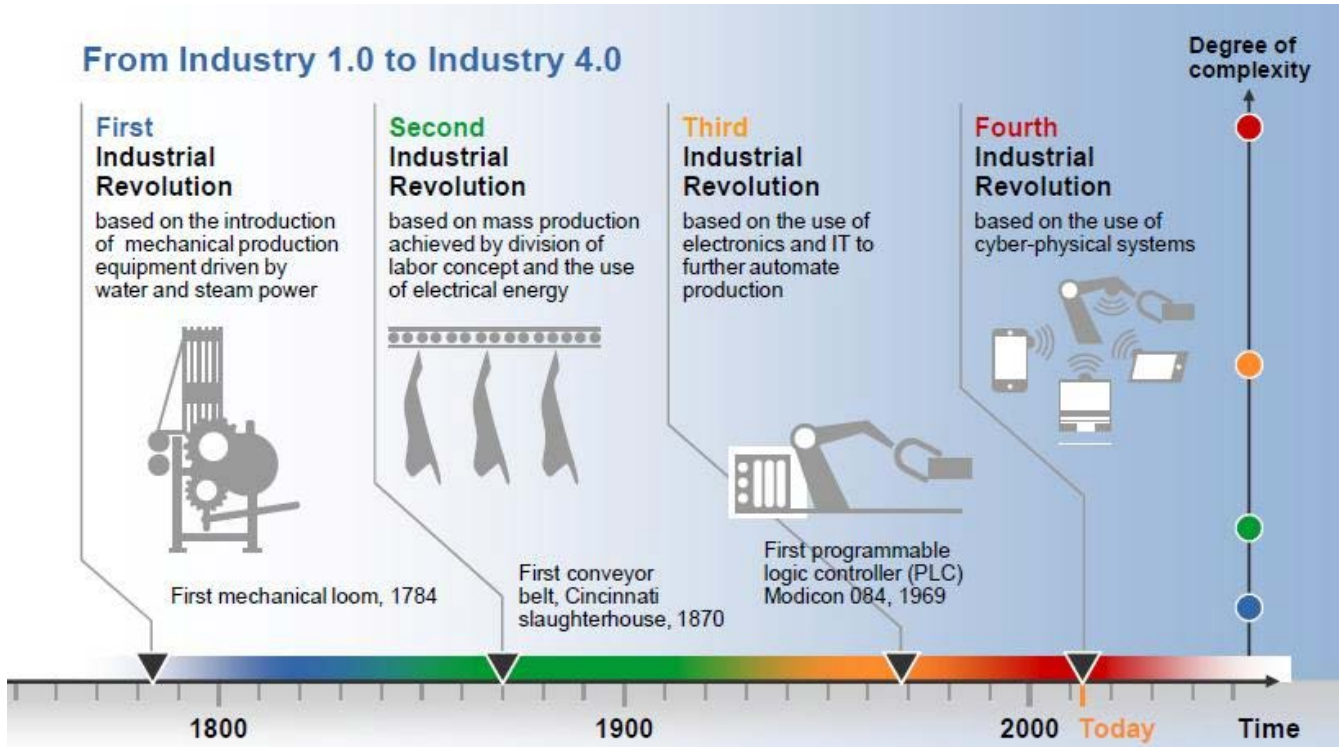 From Industry 1.0 to Industry 4.0
Degree of
complexity
First
Industrial
Revolution
based on the introduction
of mechanical production
equipment driven by
water and steam power
Second
Industrial
Revolution
based on mass production
achieved by division of
labor concept and the use
of electrical energy
Third
Industrial
Revolution
based on the use of
electronics and IT to
further automate
production
Fourth
Industrial
Revolution
based on the use of
cyber-physical systems
First mechanical loom, 1784
First conveyor
belt, Cincinnati
slaughterhouse, 1870
First programmable
logic controller (PLC)
Modicon 084, 1969
1800
1900
2000
Today
Time